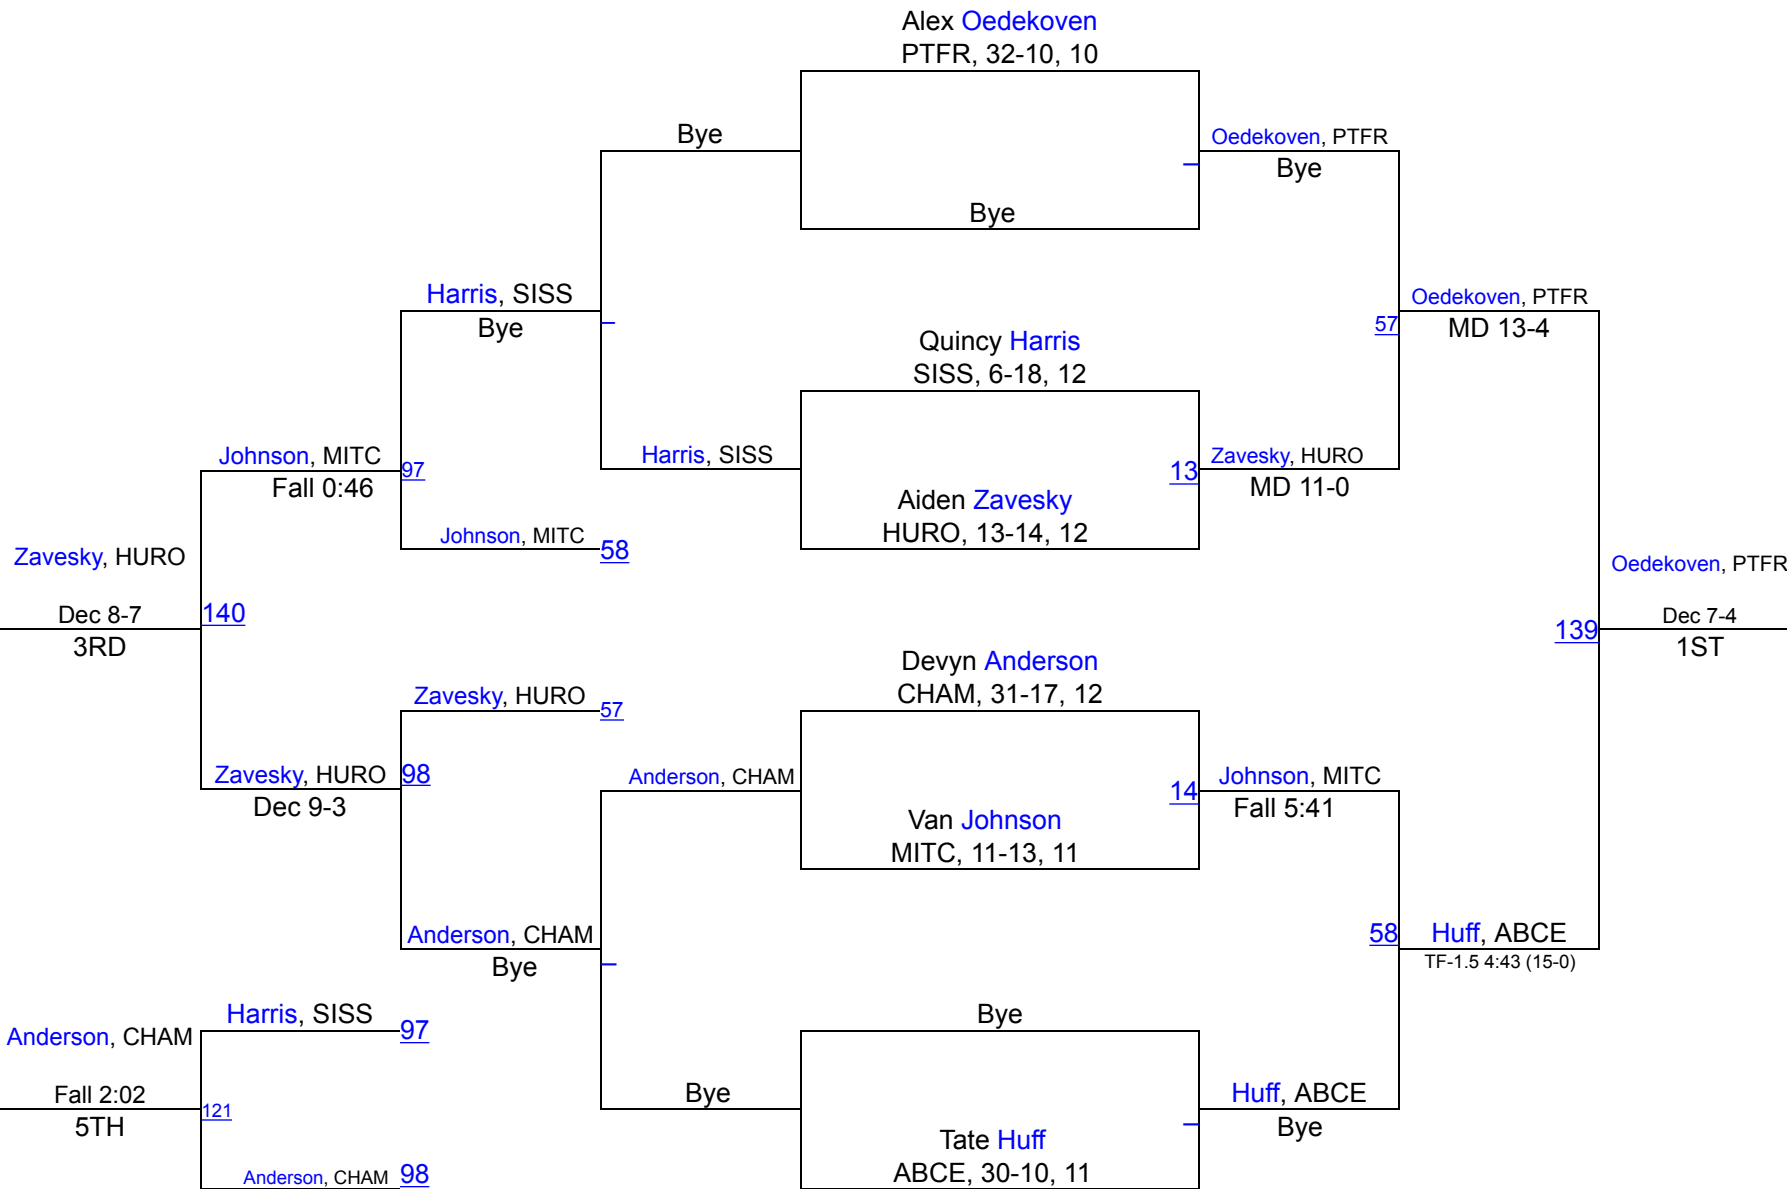 Alex Oedekoven
PTFR, 32-10, 10
Bye
Oedekoven, PTFR
Bye
Bye
Harris, SISS
Bye
Oedekoven, PTFR
MD 13-4
57
Quincy Harris
SISS, 6-18, 12
Johnson, MITC
Fall 0:46
97
Harris, SISS
13
Zavesky, HURO
MD 11-0
Aiden Zavesky
HURO, 13-14, 12
Johnson, MITC
58
Zavesky, HURO
Dec 8-7
3RD
140
Oedekoven, PTFR
Dec 7-4
1ST
139
Devyn Anderson
CHAM, 31-17, 12
Zavesky, HURO
57
Zavesky, HURO
Dec 9-3
98
Anderson, CHAM
14
Johnson, MITC
Fall 5:41
Van Johnson
MITC, 11-13, 11
Anderson, CHAM
Bye
58
Huff, ABCE
TF-1.5 4:43 (15-0)
Harris, SISS
97
Bye
Anderson, CHAM
Fall 2:02
5TH
121
Bye
Huff, ABCE
Bye
Tate Huff
ABCE, 30-10, 11
Anderson, CHAM
98